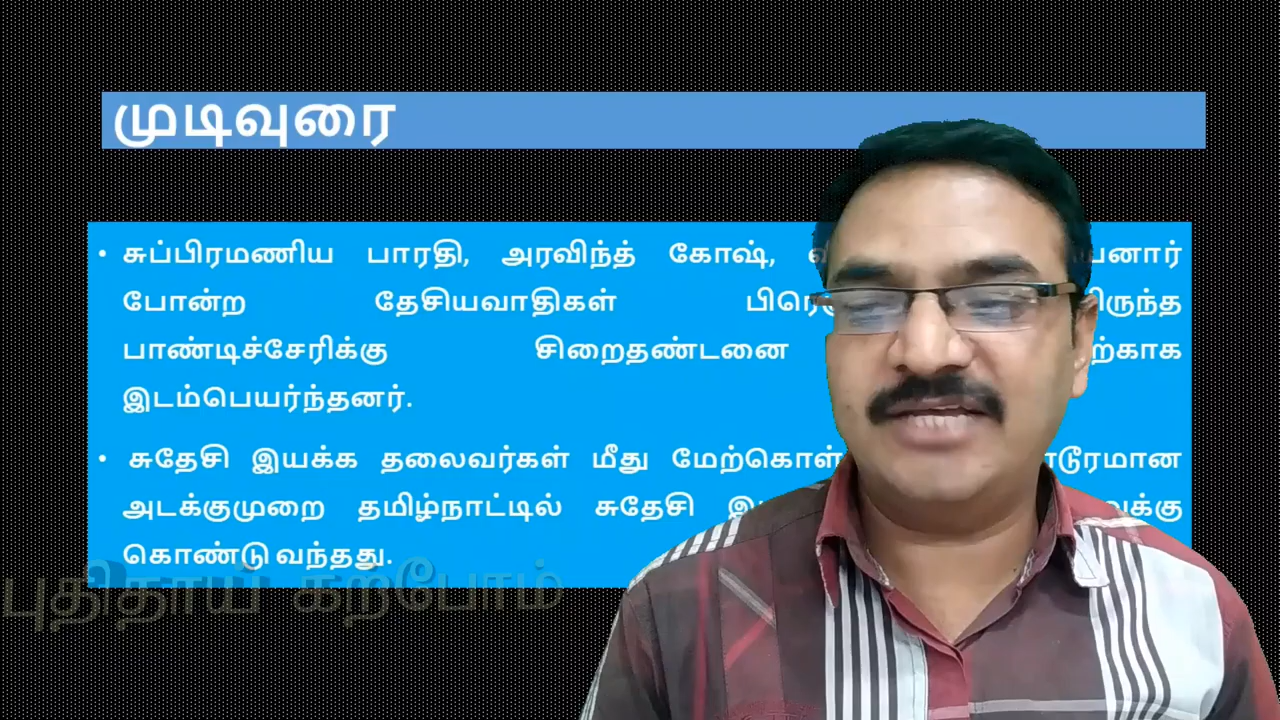 முடிவுரை
• சுப்பிரமணிய பாரதி, அரவிந்த் கோஷ்,
போன்ற தேசியவாதிகள்
பாண்டிச்சேரிக்கு சிறைதண்டனை
இடம்பெயர்ந்தனர்.
• சுதேசி இயக்க தலைவர்கள் மீது
அடக்குமுறை தமிழ்நாட்டில் சுதேசி
கொண்டு வந்தது.
புதிதாய் கற்போம்